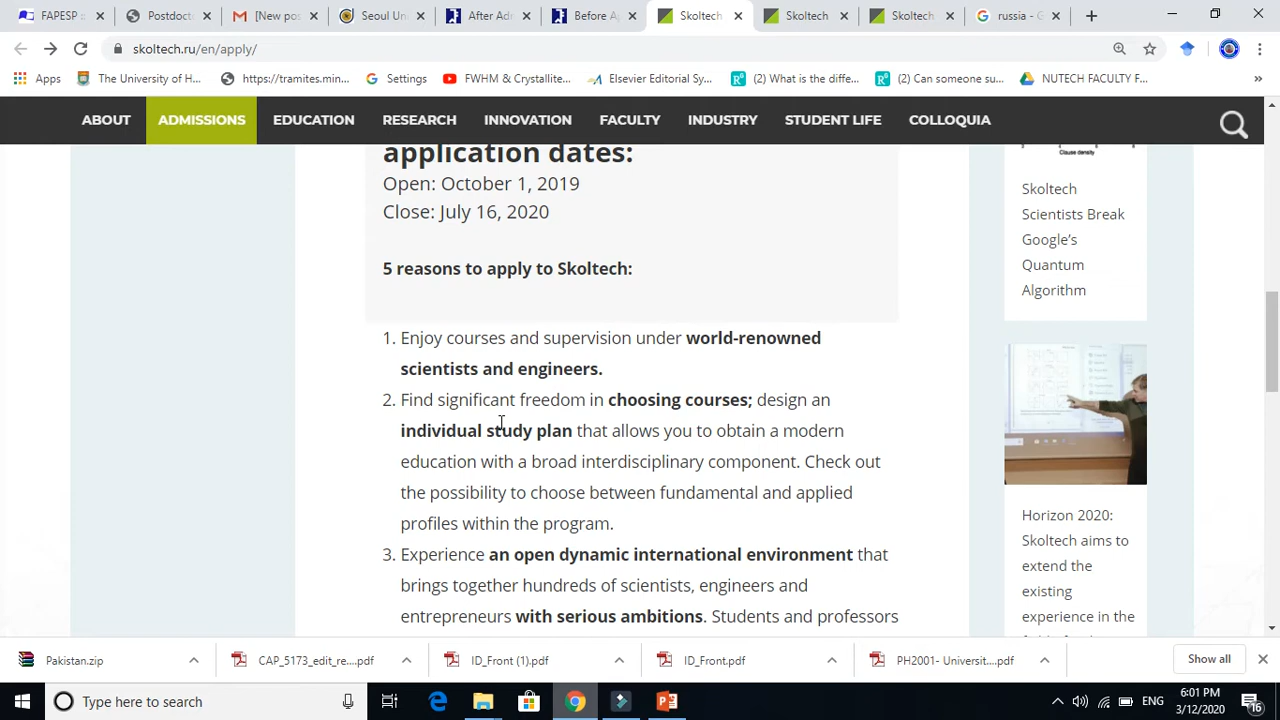 FAPESP ::
Postdoct
[New pos
Seoul Un
After Ad
Before A
Skoltech
Skoltech
Skoltech
russia - G
skoltech.ru/en/apply/
Apps
The University of H...
https://tramites.min...
Settings
FWHM & Crystallite...
Elsevier Editorial Sy...
(2) What is the diffe...
(2) Can someone su...
NUTECH FACULTY F...
ABOUT
ADMISSIONS
EDUCATION
RESEARCH
INNOVATION
FACULTY
INDUSTRY
STUDENT LIFE
COLLOQUIA
application dates:
Open: October 1, 2019
Close: July 16, 2020
5 reasons to apply to Skoltech:
1. Enjoy courses and supervision under world-renowned
scientists and engineers.
2. Find significant freedom in choosing courses; design an
individual study plan that allows you to obtain a modern
education with a broad interdisciplinary component. Check out
the possibility to choose between fundamental and applied
profiles within the program.
3. Experience an open dynamic international environment that
brings together hundreds of scientists, engineers and
entrepreneurs with serious ambitions. Students and professors
Clause density
Skoltech
Scientists Break
Google's
Quantum
Algorithm
Horizon 2020:
Skoltech aims to
extend the
existing
experience in the
Pakistan.zip
CAP_5173_edit_re....pdf
ID_Front (1).pdf
ID_Front.pdf
PH2001- Universit....pdf
Show all
Type here to search
ENG
6:01 PM
3/12/2020
16